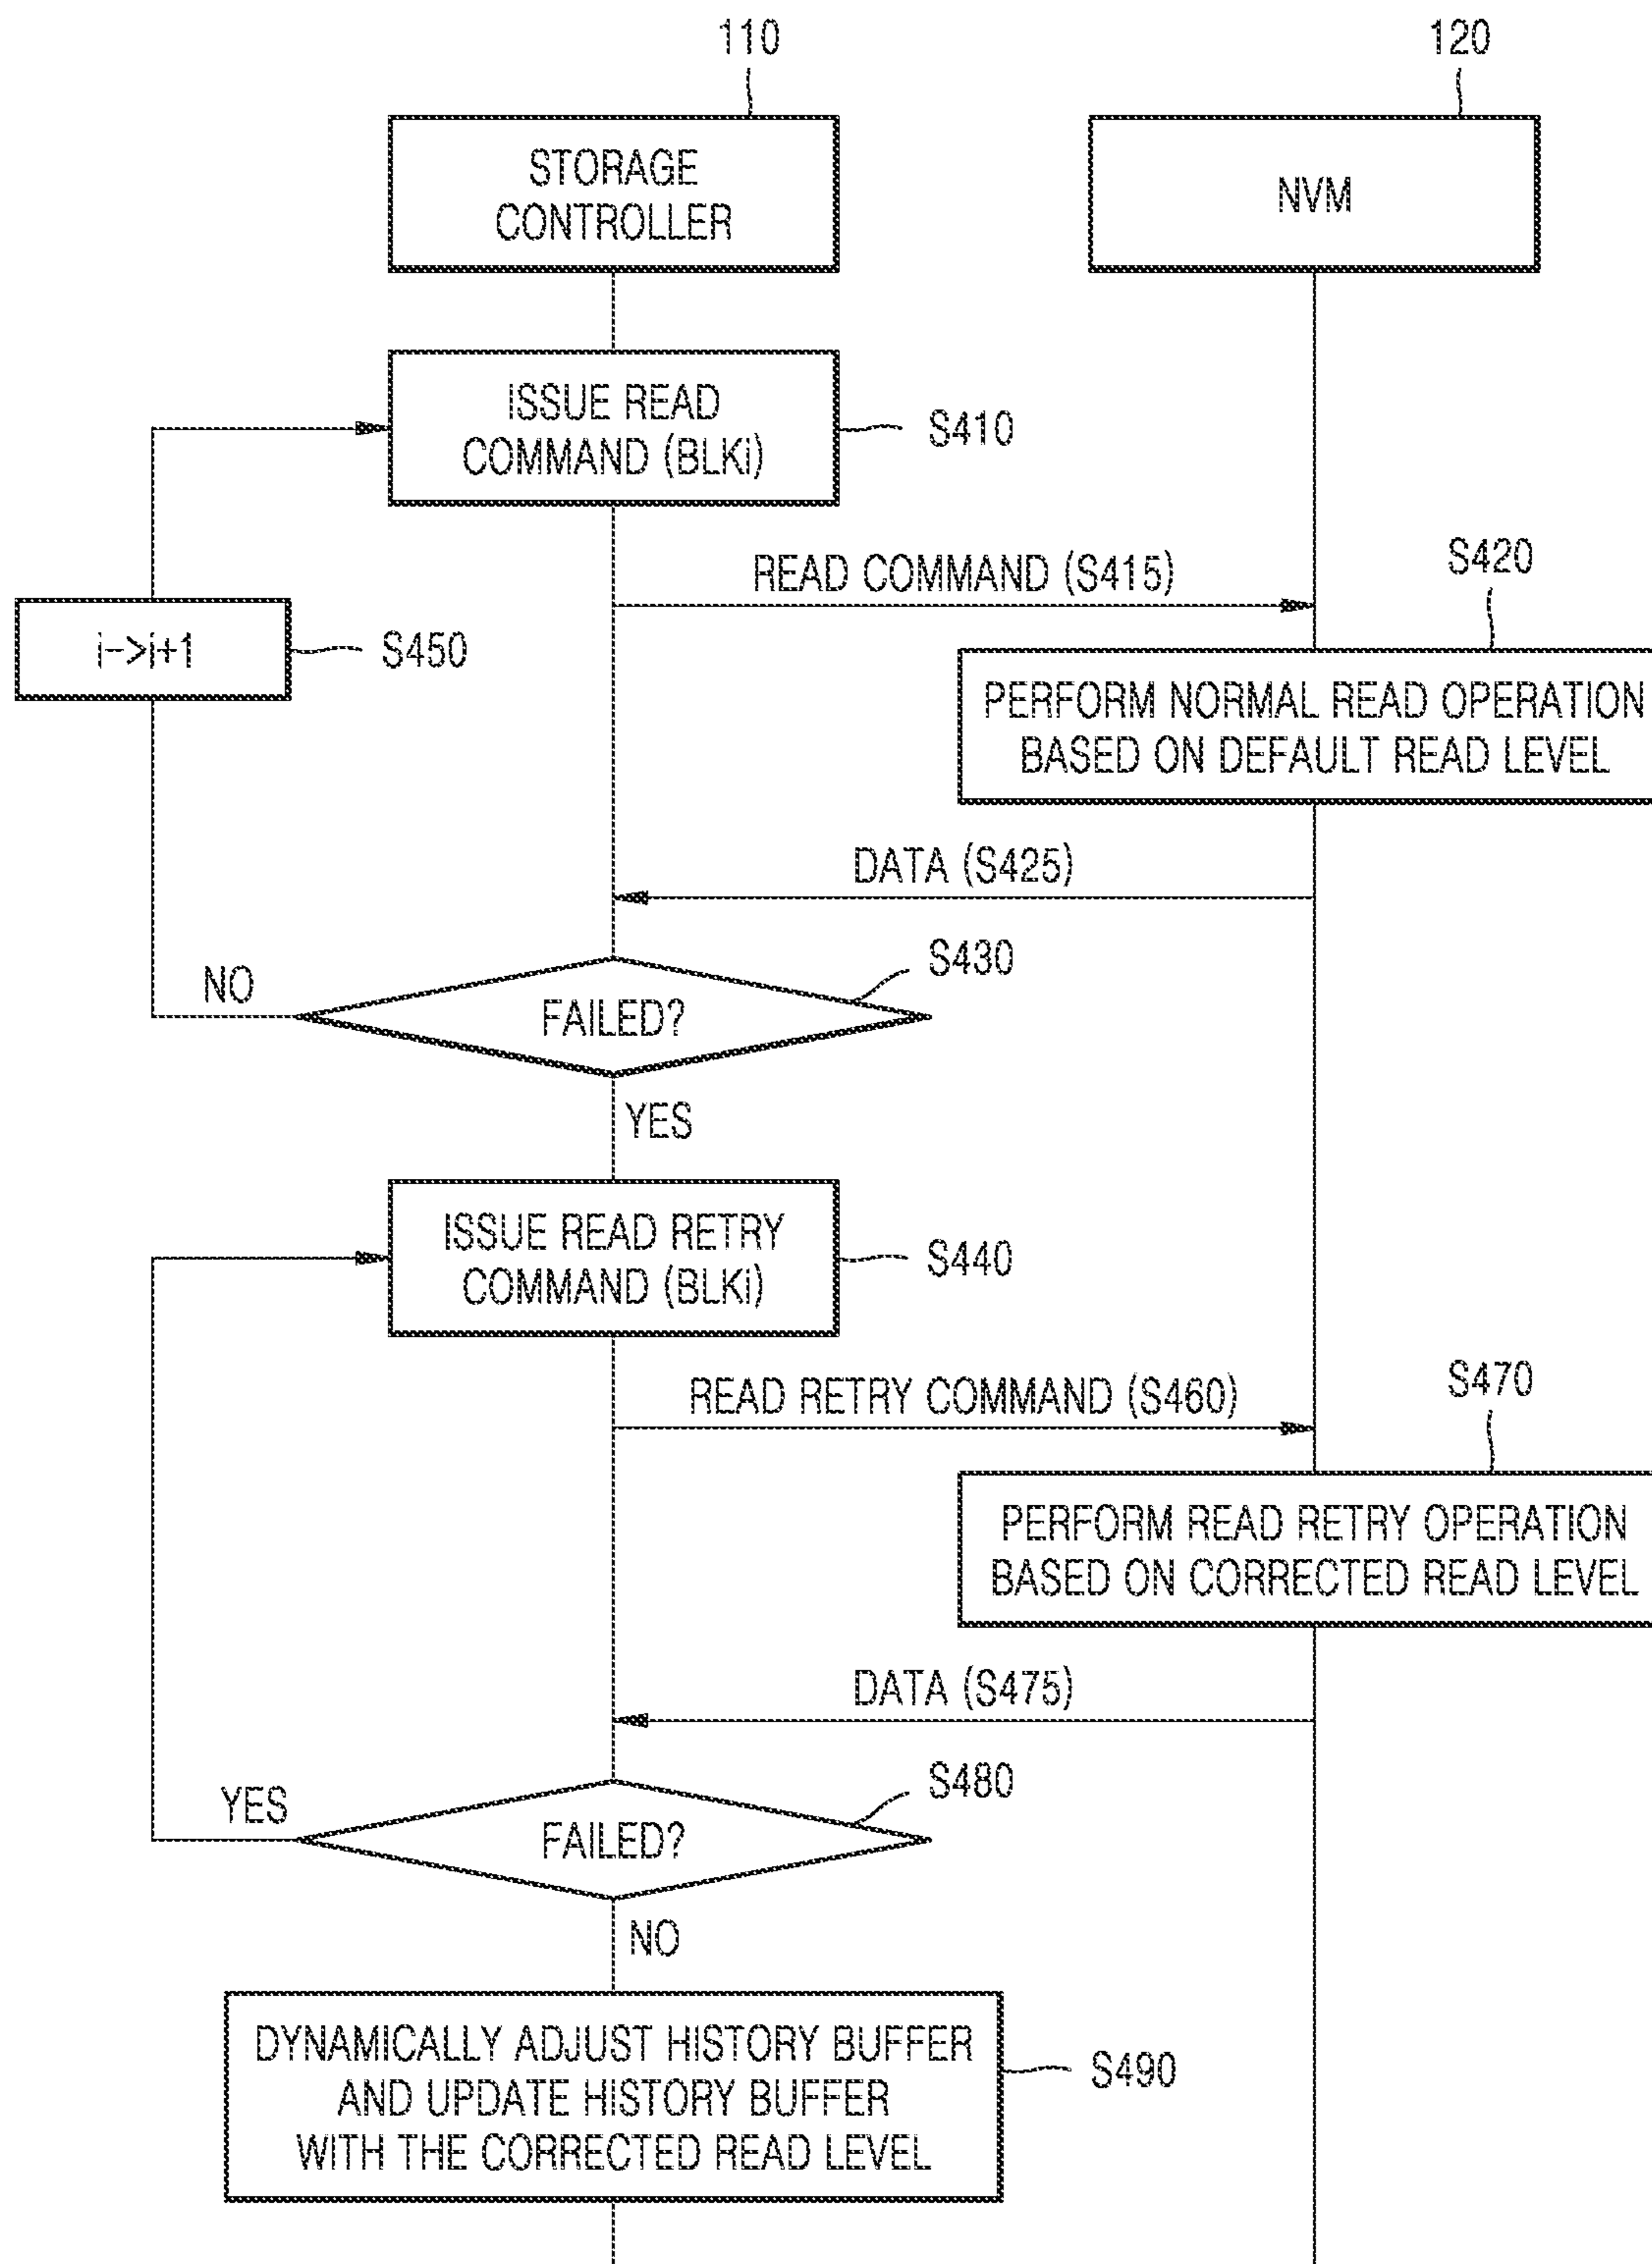 110
120
STORAGE
CONTROLLER
NVM
ISSUE READ
COMMAND (BLKi)
S410
READ COMMAND (S415)
S420
i->i+1
S450
PERFORM NORMAL READ OPERATION
BASED ON DEFAULT READ LEVEL
DATA (S425)
S430
NO
FAILED?
YES
ISSUE READ RETRY
COMMAND (BLKi)
S440
READ RETRY COMMAND (S460)
S470
PERFORM READ RETRY OPERATION
BASED ON CORRECTED READ LEVEL
DATA (S475)
S480
YES
FAILED?
NO
DYNAMICALLY ADJUST HISTORY BUFFER
AND UPDATE HISTORY BUFFER
WITH THE CORRECTED READ LEVEL
S490